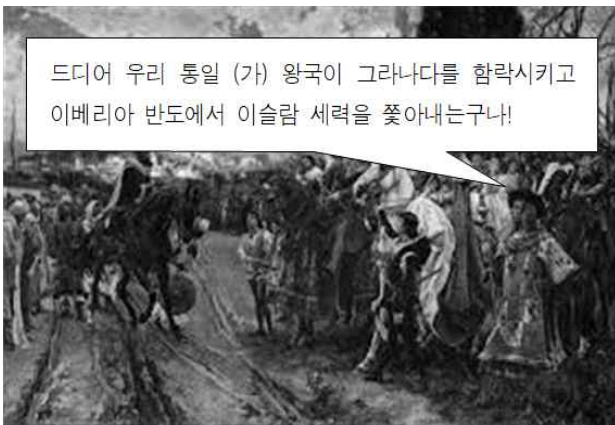 드디어 우리 통일 (가) 왕국이 그라나다를 함락시키고
이베리아 반도에서 이슬람 세력을 쫓아내는구나!